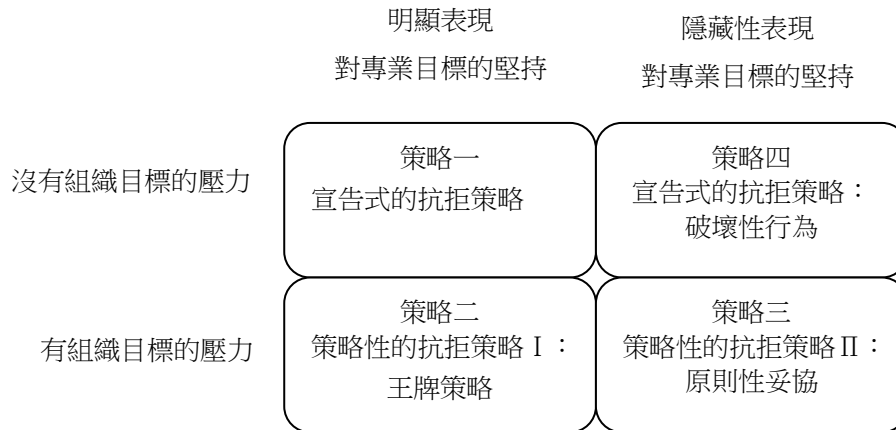 明顯表現
對專業目標的堅持
隱藏性表現
對專業目標的堅持
沒有組織目標的壓力
策略一
宣告式的抗拒策略
策略四
宣告式的抗拒策略：
破壞性行為
有組織目標的壓力
策略二
策略性的抗拒策略Ⅰ：
王牌策略
策略三
策略性的抗拒策略Ⅱ：
原則性妥協